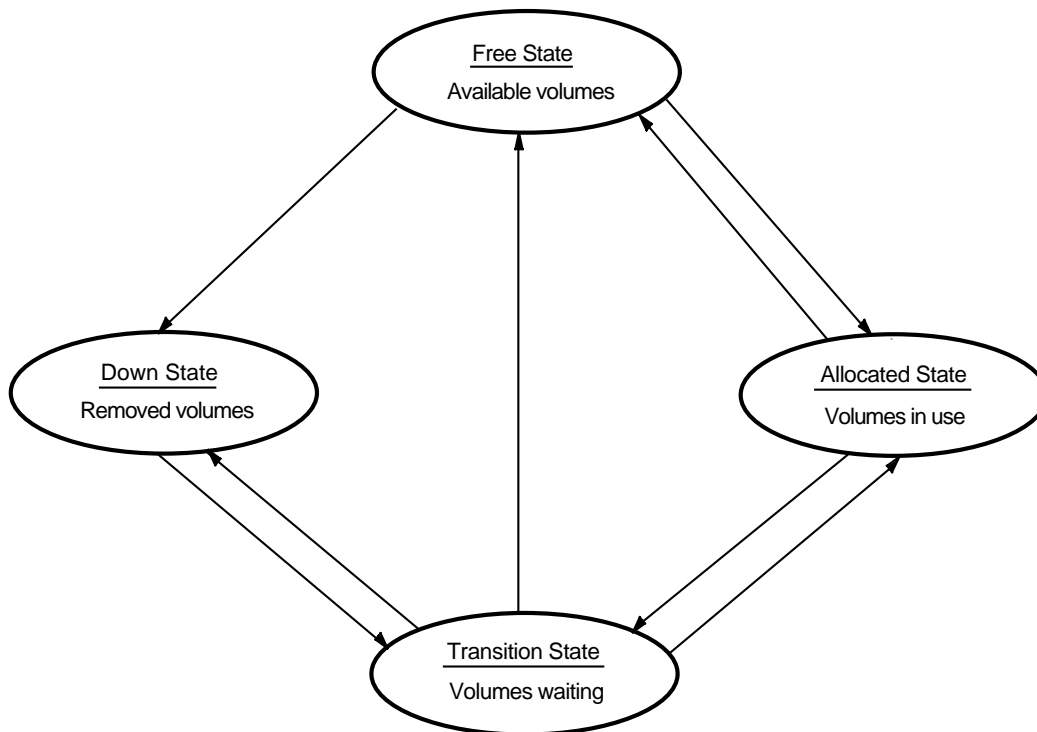 Free State
Available volumes
Down State
Removed volumes
Allocated State
Volumes in use
Transition State
Volumes waiting